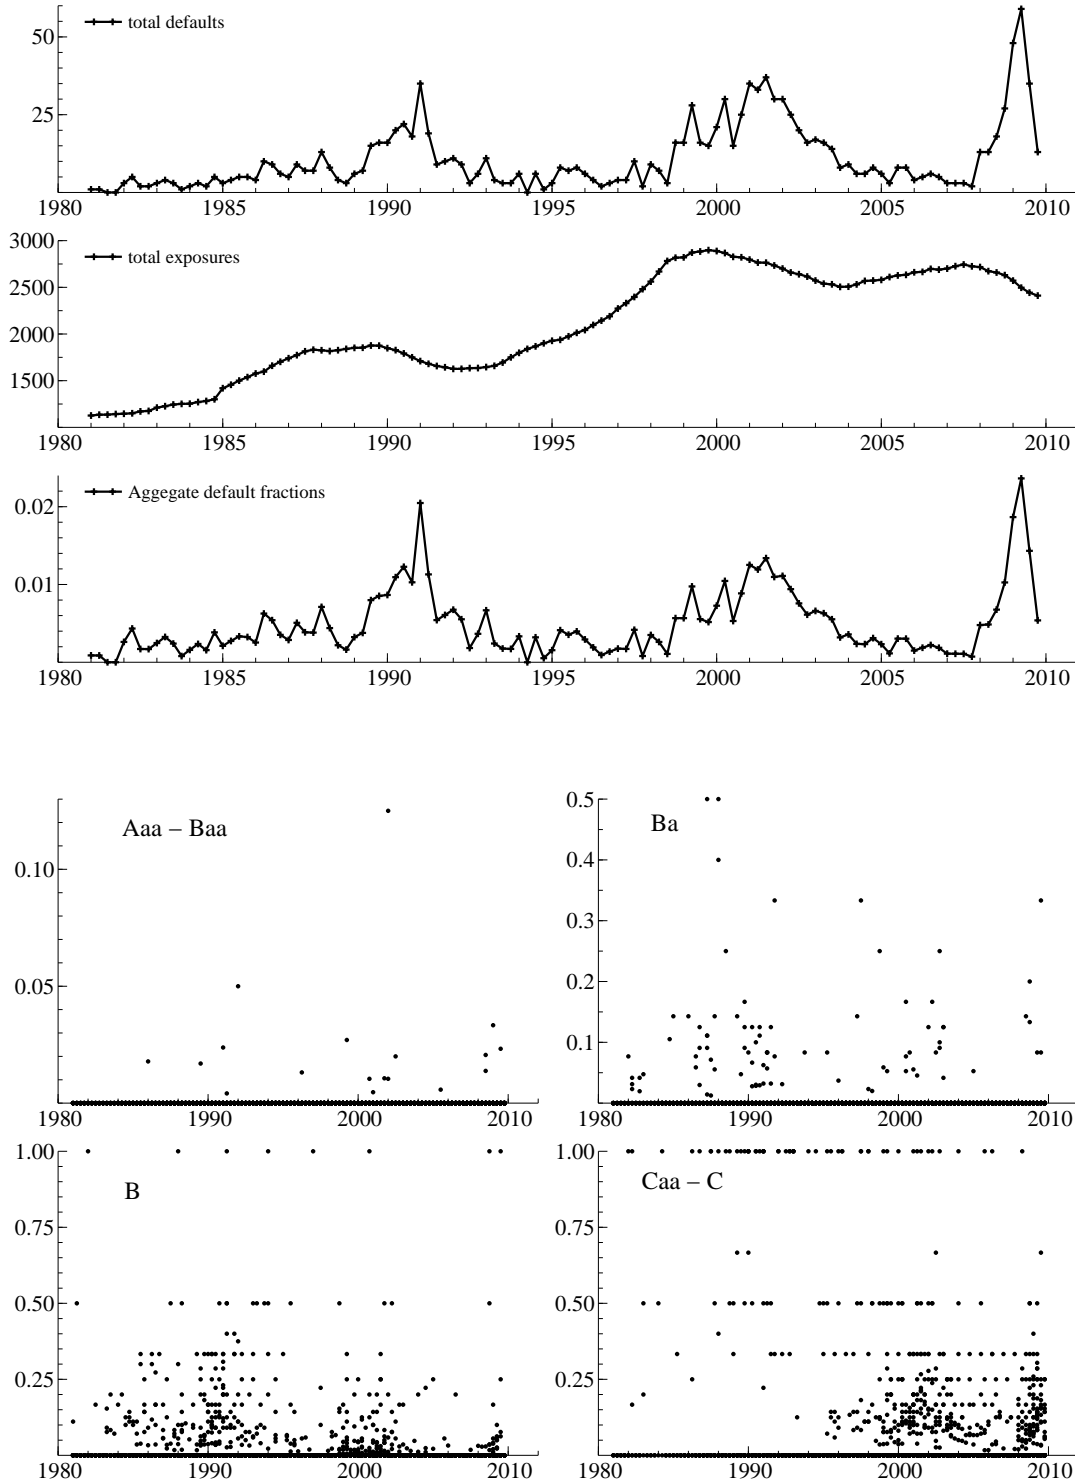 total defaults
50
25
1980 1985 1990 1995 2000 2005 2010
total exposures
3000
2500
2000
1500
1980 1985 1990 1995 2000 2005 2010
Aggegate default fractions
0.02
0.01
1980 1985 1990 1995 2000 2005 2010
Aaa – Baa
0.10
0.05
1980 1990 2000 2010
Ba
0.5
0.4
0.3
0.2
0.1
1980 1990 2000 2010
B
1.00
0.75
0.50
0.25
1980 1990 2000 2010
Caa – C
1.00
0.75
0.50
0.25
1980 1990 2000 2010